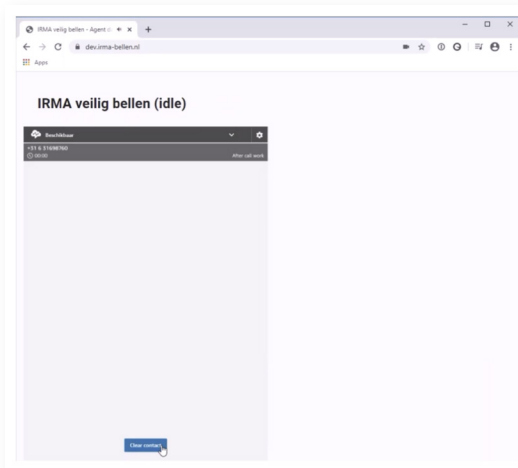 IRMA veilig bellen - Agent
dev.irma-bellen.nl
Apps
IRMA veilig bellen (idle)
Beschikbaar
+31 6 31698760
00:00
After call work
Clear contact